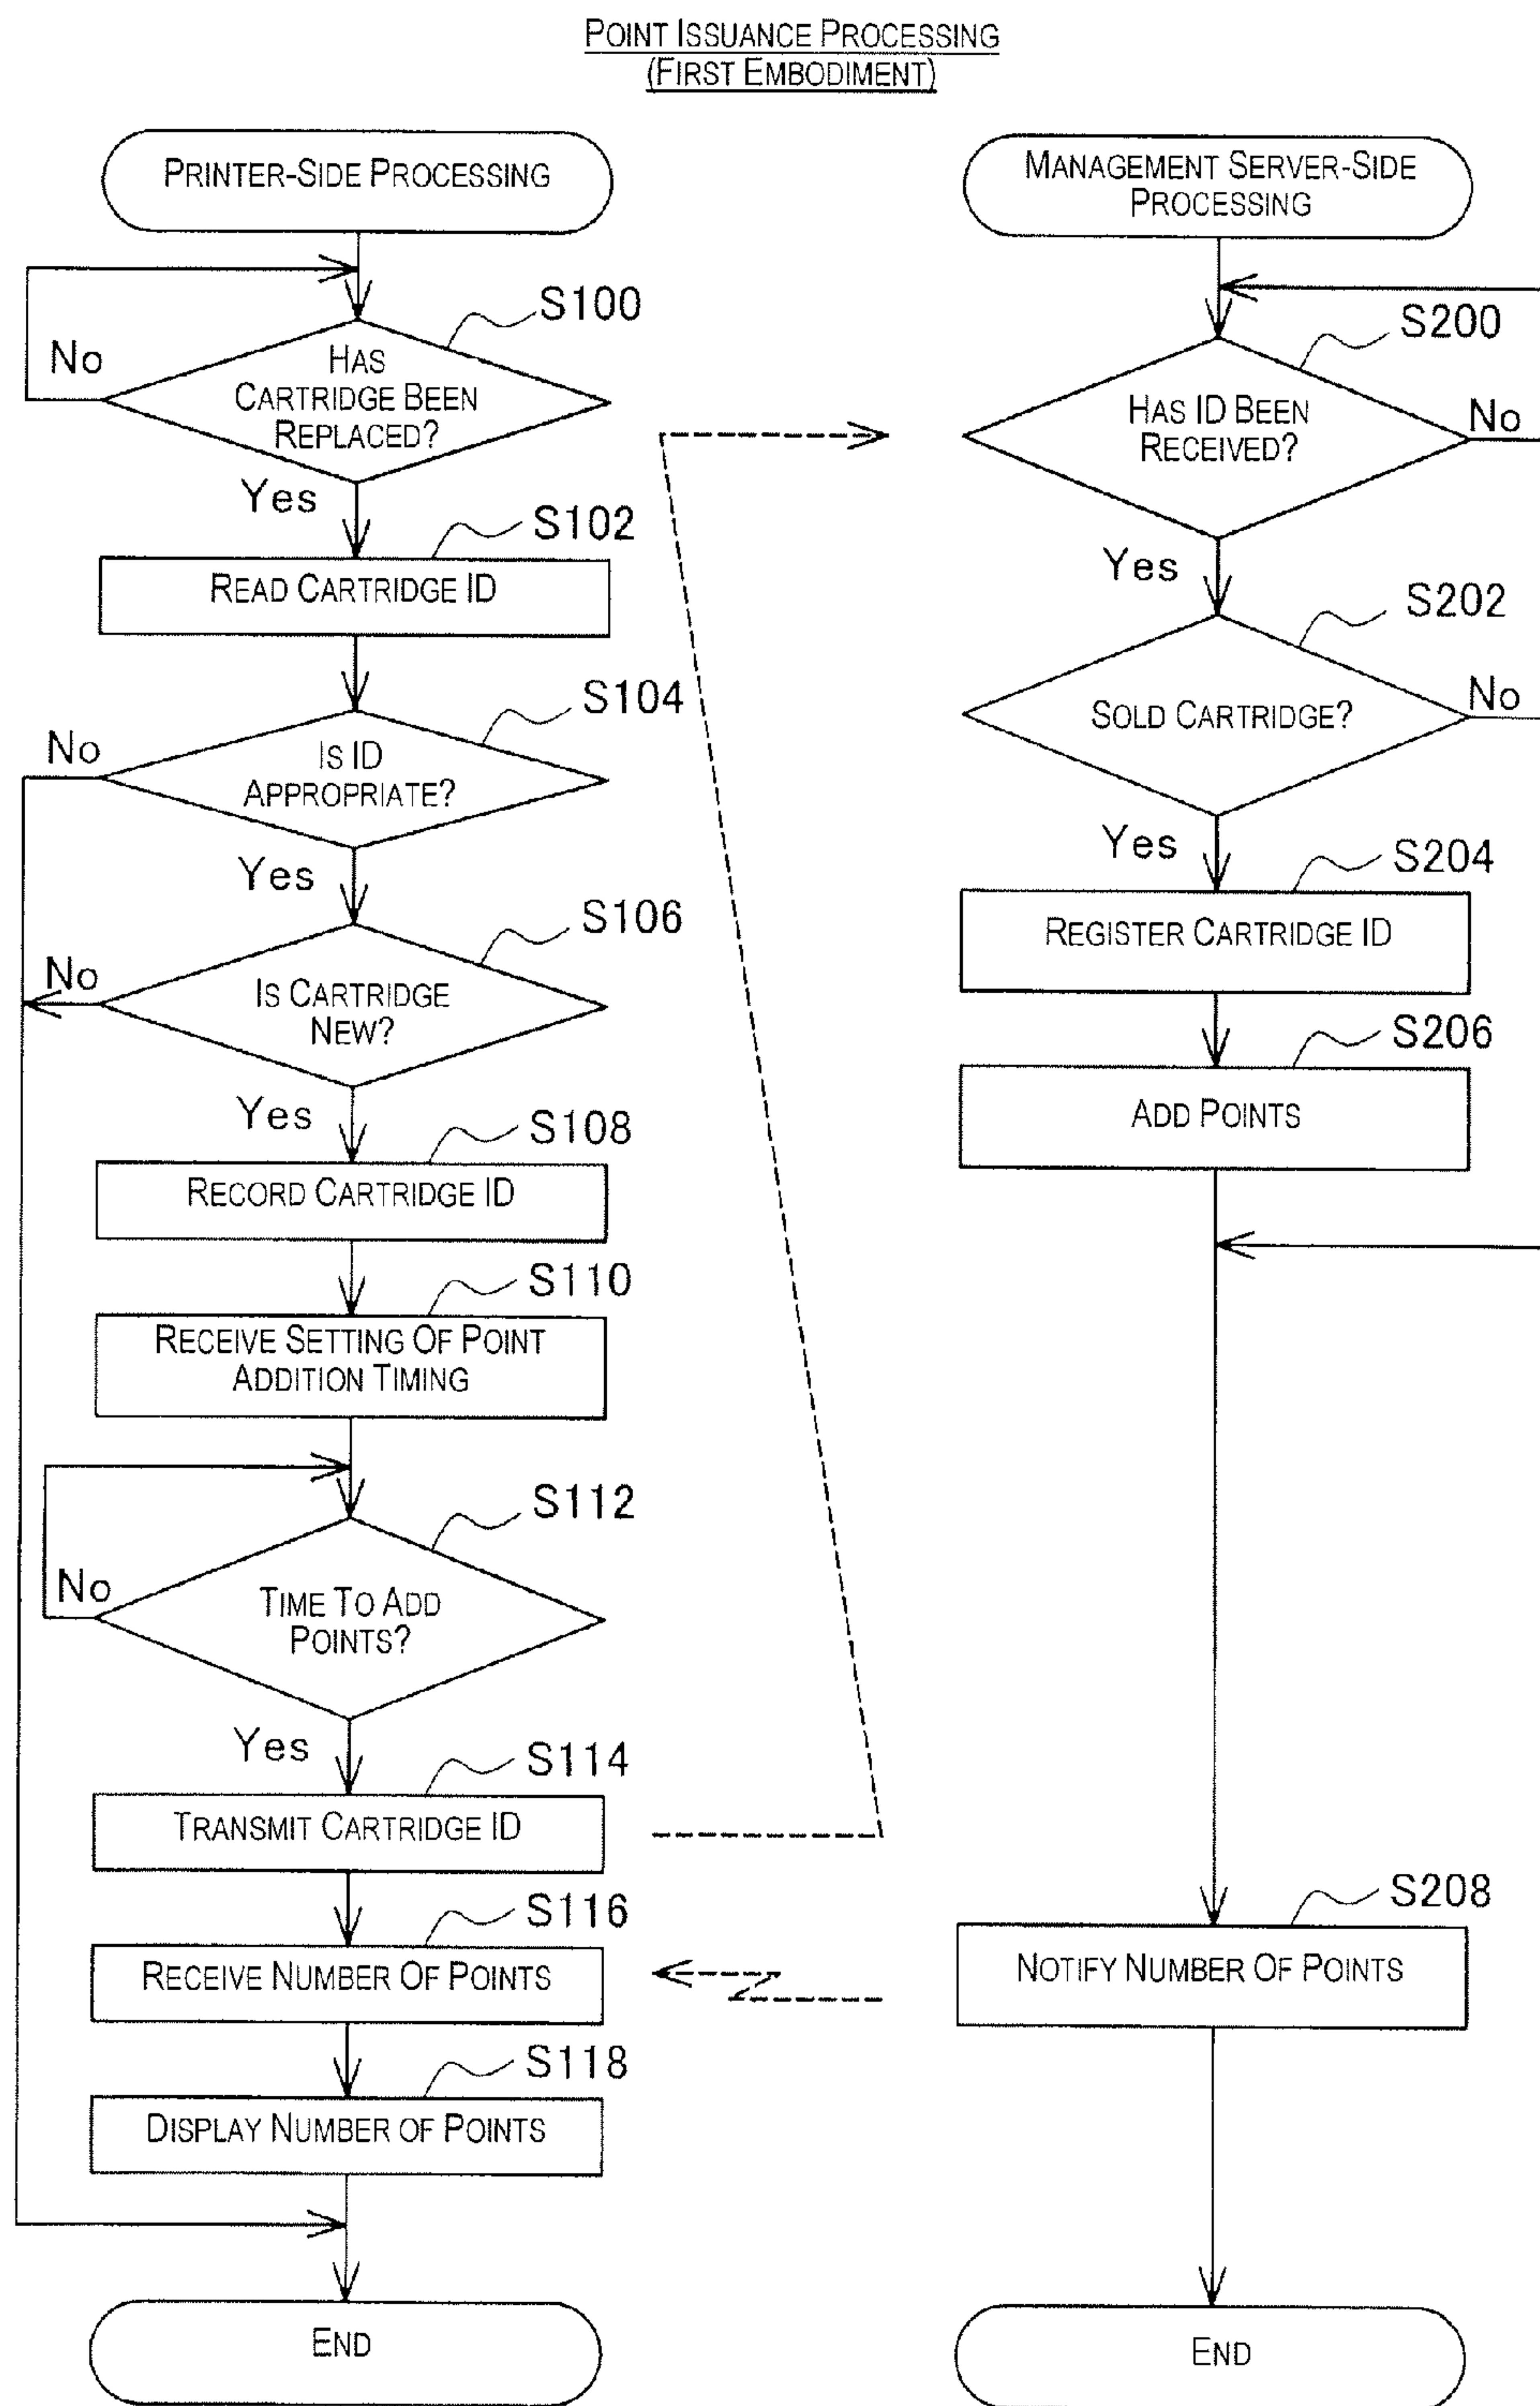 POINT ISSUANCE PROCESSING
(FIRST EMBODIMENT)
PRINTER-SIDE PROCESSING
S100
No
HAS
CARTRIDGE BEEN
REPLACED?
Yes
S102
READ CARTRIDGE ID
S104
No
IS ID
APPROPRIATE?
Yes
S106
No
IS CARTRIDGE
NEW?
Yes
S108
RECORD CARTRIDGE ID
S110
RECEIVE SETTING OF POINT
ADDITION TIMING
S112
No
TIME TO ADD
POINTS?
Yes
S114
TRANSMIT CARTRIDGE ID
S116
RECEIVE NUMBER OF POINTS
S118
DISPLAY NUMBER OF POINTS
END
MANAGEMENT SERVER-SIDE
PROCESSING
S200
HAS ID BEEN
RECEIVED?
No
Yes
S202
SOLD CARTRIDGE?
No
Yes
S204
REGISTER CARTRIDGE ID
S206
ADD POINTS
S208
NOTIFY NUMBER OF POINTS
END